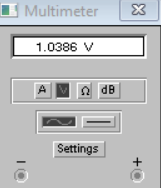 Multimeter
1.0386 V
A V Ω dB
Settings
− +